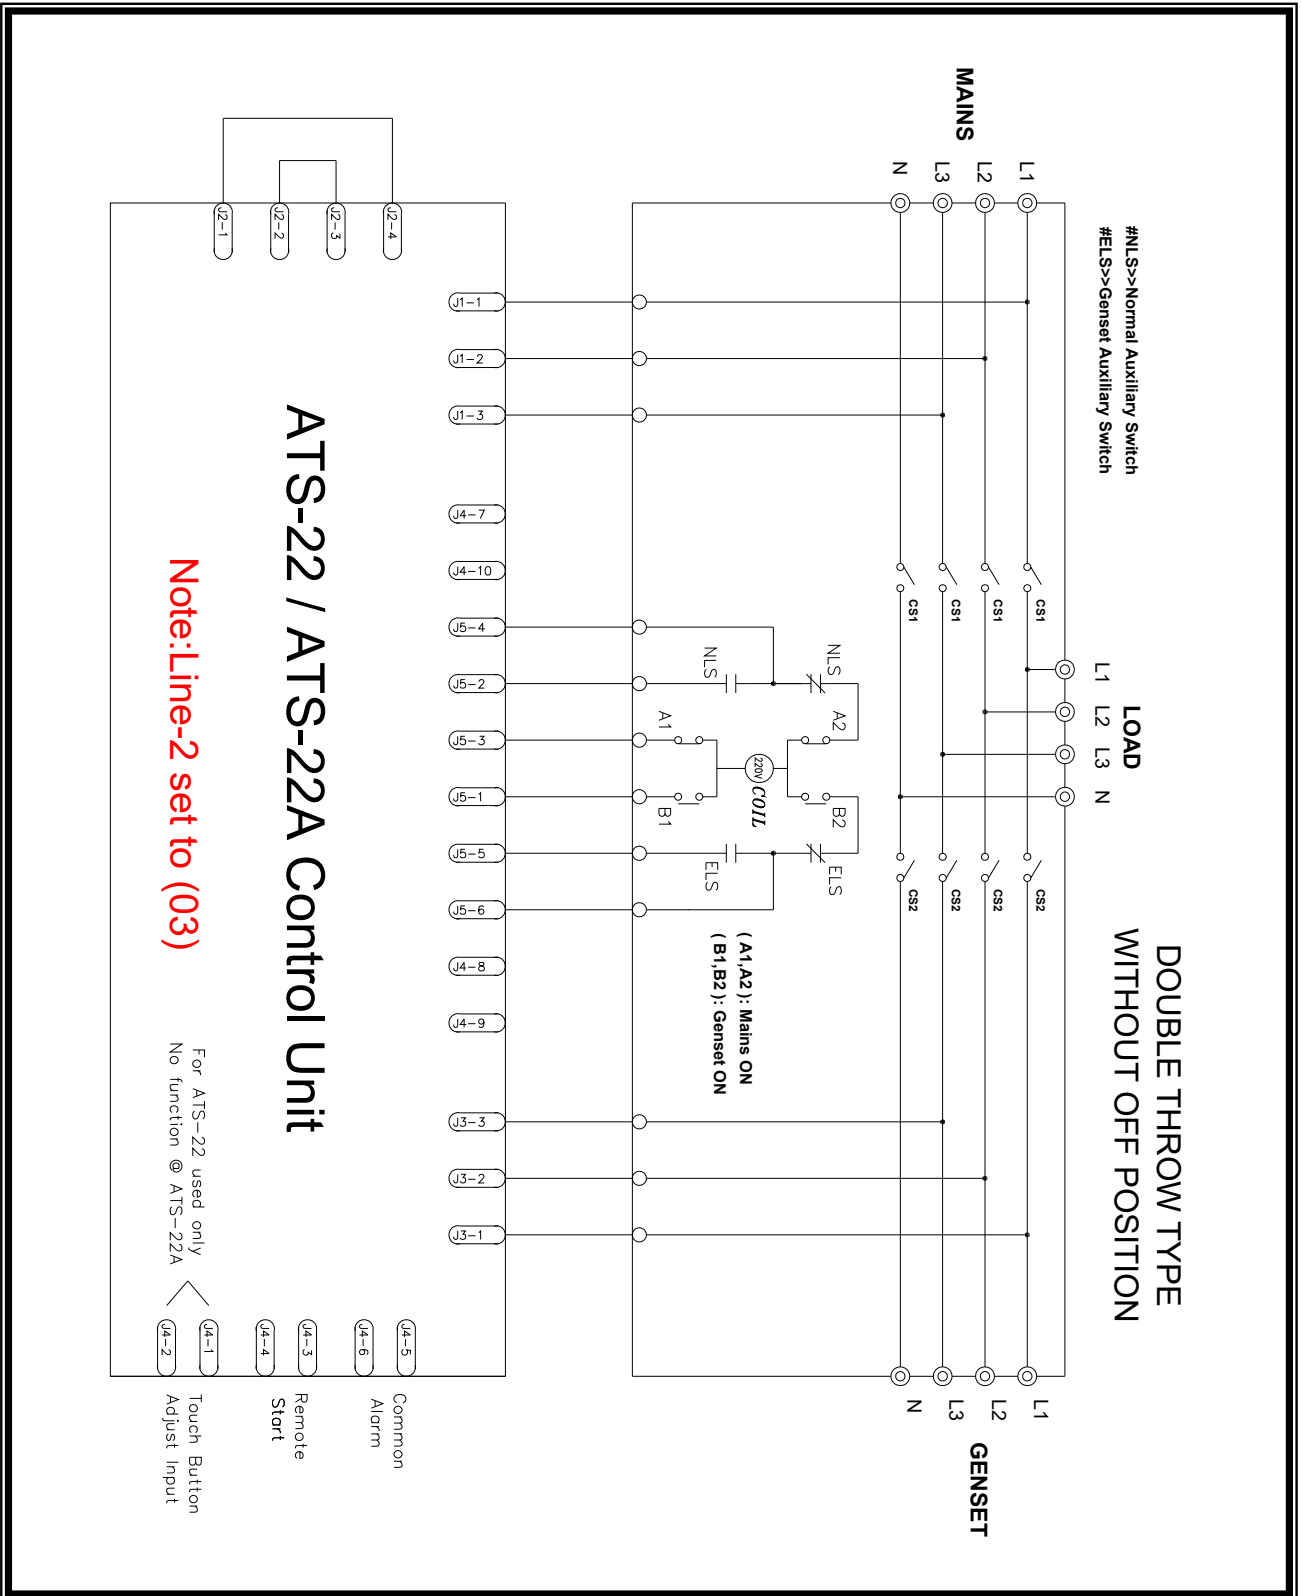 DOUBLE THROW TYPE
WITHOUT OFF POSITION
#NLS>>Normal Auxiliary Switch
#ELS>>Genset Auxiliary Switch
MAINS
L1
L2
L3
N
LOAD
L1
L2
L3
N
GENSET
L1
L2
L3
N
CS1
CS1
CS1
CS1
CS2
CS2
CS2
CS2
NLS
A2
B2
ELS
220V
COIL
NLS
A1
B1
ELS
( A1,A2 ): Mains ON
( B1,B2 ): Genset ON
J1-1
J1-2
J1-3
J4-7
J4-10
J5-4
J5-2
J5-3
J5-1
J5-5
J5-6
J4-8
J4-9
J3-3
J3-2
J3-1
J2-4
J2-3
J2-2
J2-1
ATS-22 / ATS-22A Control Unit
Note:Line-2 set to (03)
For ATS-22 used only
No function @ ATS-22A
J4-5
J4-6
J4-3
J4-4
J4-1
J4-2
Common
Alarm
Remote
Start
Touch Button
Adjust Input